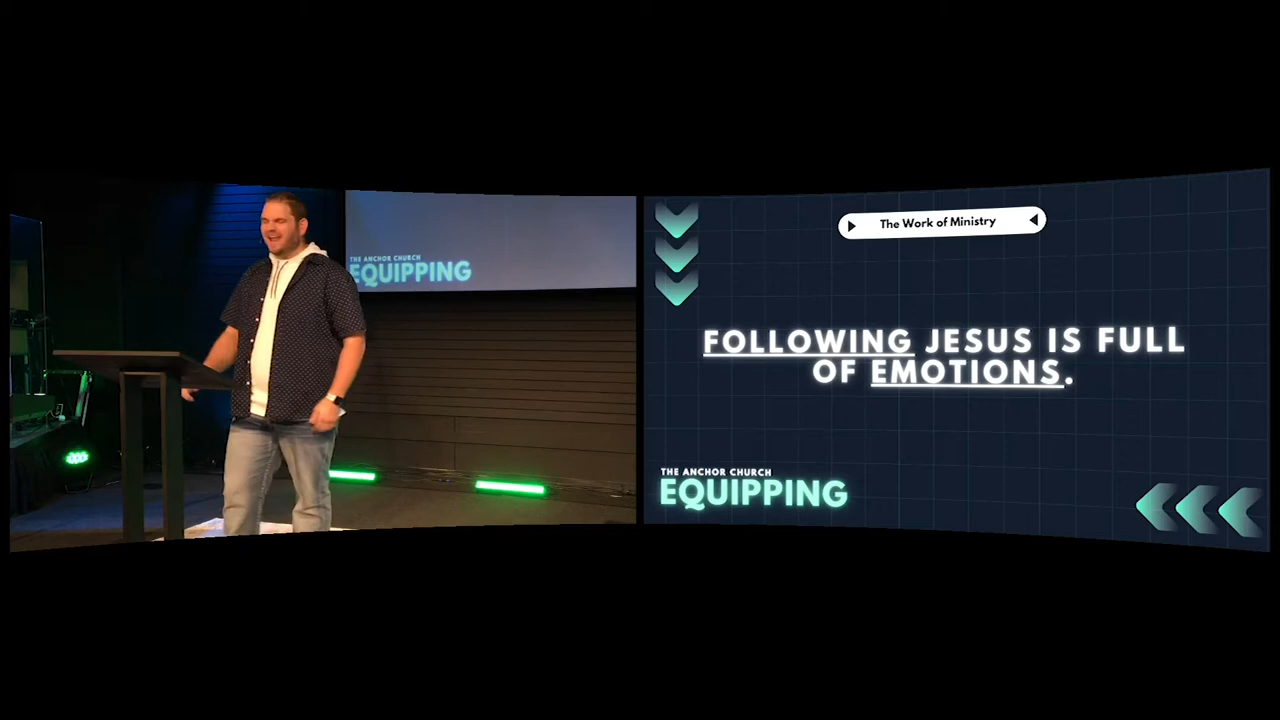 THE ANCHOR CHURCH
EQUIPPING
The Work of Ministry
FOLLOWING JESUS IS FULL
OF EMOTIONS.
THE ANCHOR CHURCH
EQUIPPING